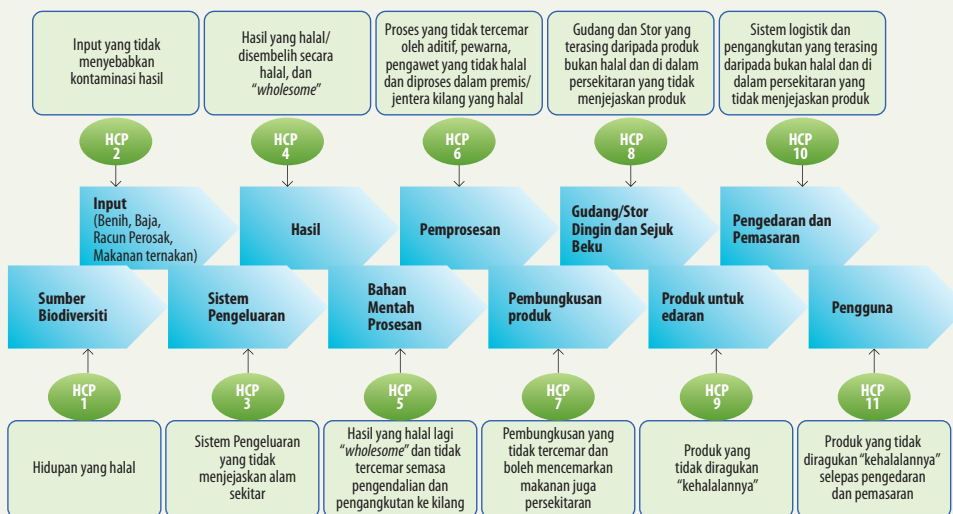 Input yang tidak
menyebabkan
kontaminasi hasil
Hasil yang halal/
disembelih secara
halal, dan
“wholesome”
Proses yang tidak tercemar
oleh aditif, pewarna,
pengawet yang tidak halal
dan diproses dalam premis/
jentera kilang yang halal
Gudang dan Stor yang
terasing daripada produk
bukan halal dan di dalam
persekitaran yang tidak
menjejaskan produk
Sistem logistik dan
pengangkutan yang terasing
daripada bukan halal dan di
dalam persekitaran yang
tidak menjejaskan produk
HCP
2
HCP
4
HCP
6
HCP
8
HCP
10
Input
(Benih, Baja,
Racun Perosak,
Makanan ternakan)
Hasil
Pemprosesan
Gudang/Stor
Dingin dan Sejuk
Beku
Pengedaran dan
Pemasaran
Sumber
Biodiversiti
Sistem
Pengeluaran
Bahan
Mentah
Prosesan
Pembungkusan
produk
Produk untuk
edaran
Pengguna
HCP
1
HCP
3
HCP
5
HCP
7
HCP
9
HCP
11
Hidupan yang halal
Sistem Pengeluaran
yang tidak
menjejaskan alam
sekitar
Hasil yang halal lagi
“wholesome” dan tidak
tercemar semasa
pengendalian dan
pengangkutan ke kilang
Pembungkusan yang
tidak tercemar dan
boleh mencemarkan
makanan juga
persekitaran
Produk yang
tidak diragukan
“kehalalannya”
Produk yang tidak
diragukan “kehalalannya”
selepas pengedaran
dan pemasaran